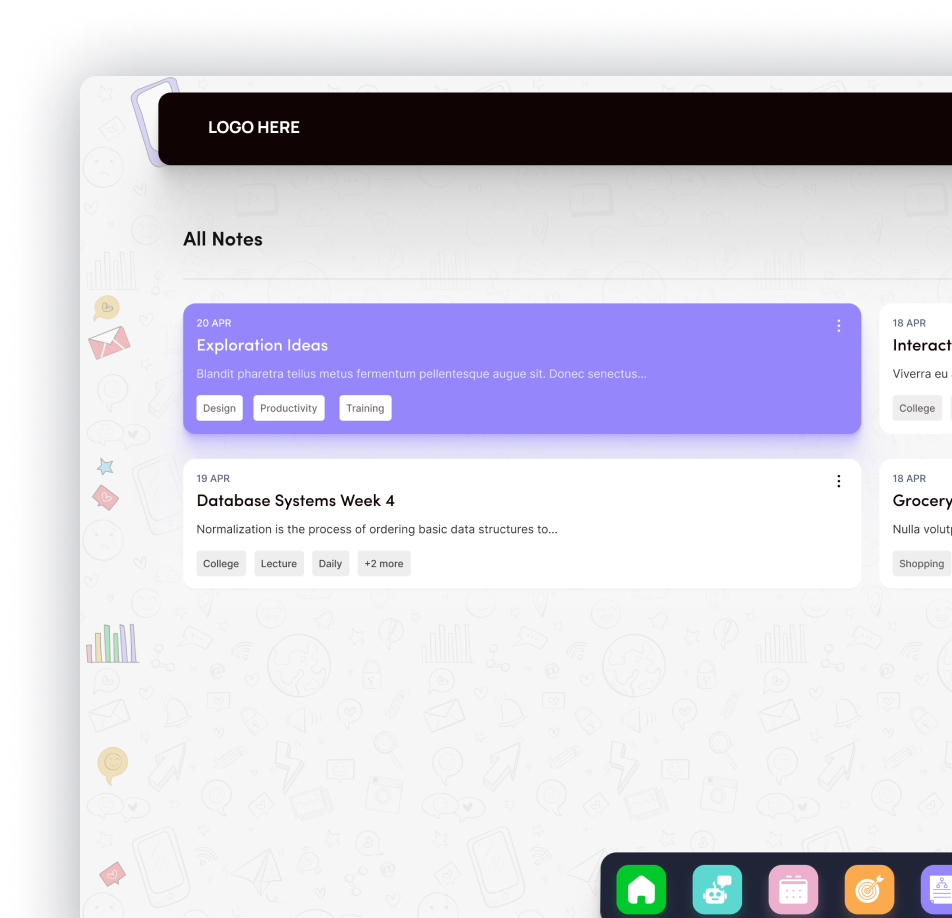 LOGO HERE
All Notes
20 APR
Exploration Ideas
Blandit pharetra tellus metus fermentum pellentesque augue sit. Donec senectus...
Design Productivity Training
18 APR
Interact
Viverra eu
College
19 APR
Database Systems Week 4
Normalization is the process of ordering basic data structures to...
College Lecture Daily +2 more
18 APR
Grocery
Nulla volut
Shopping